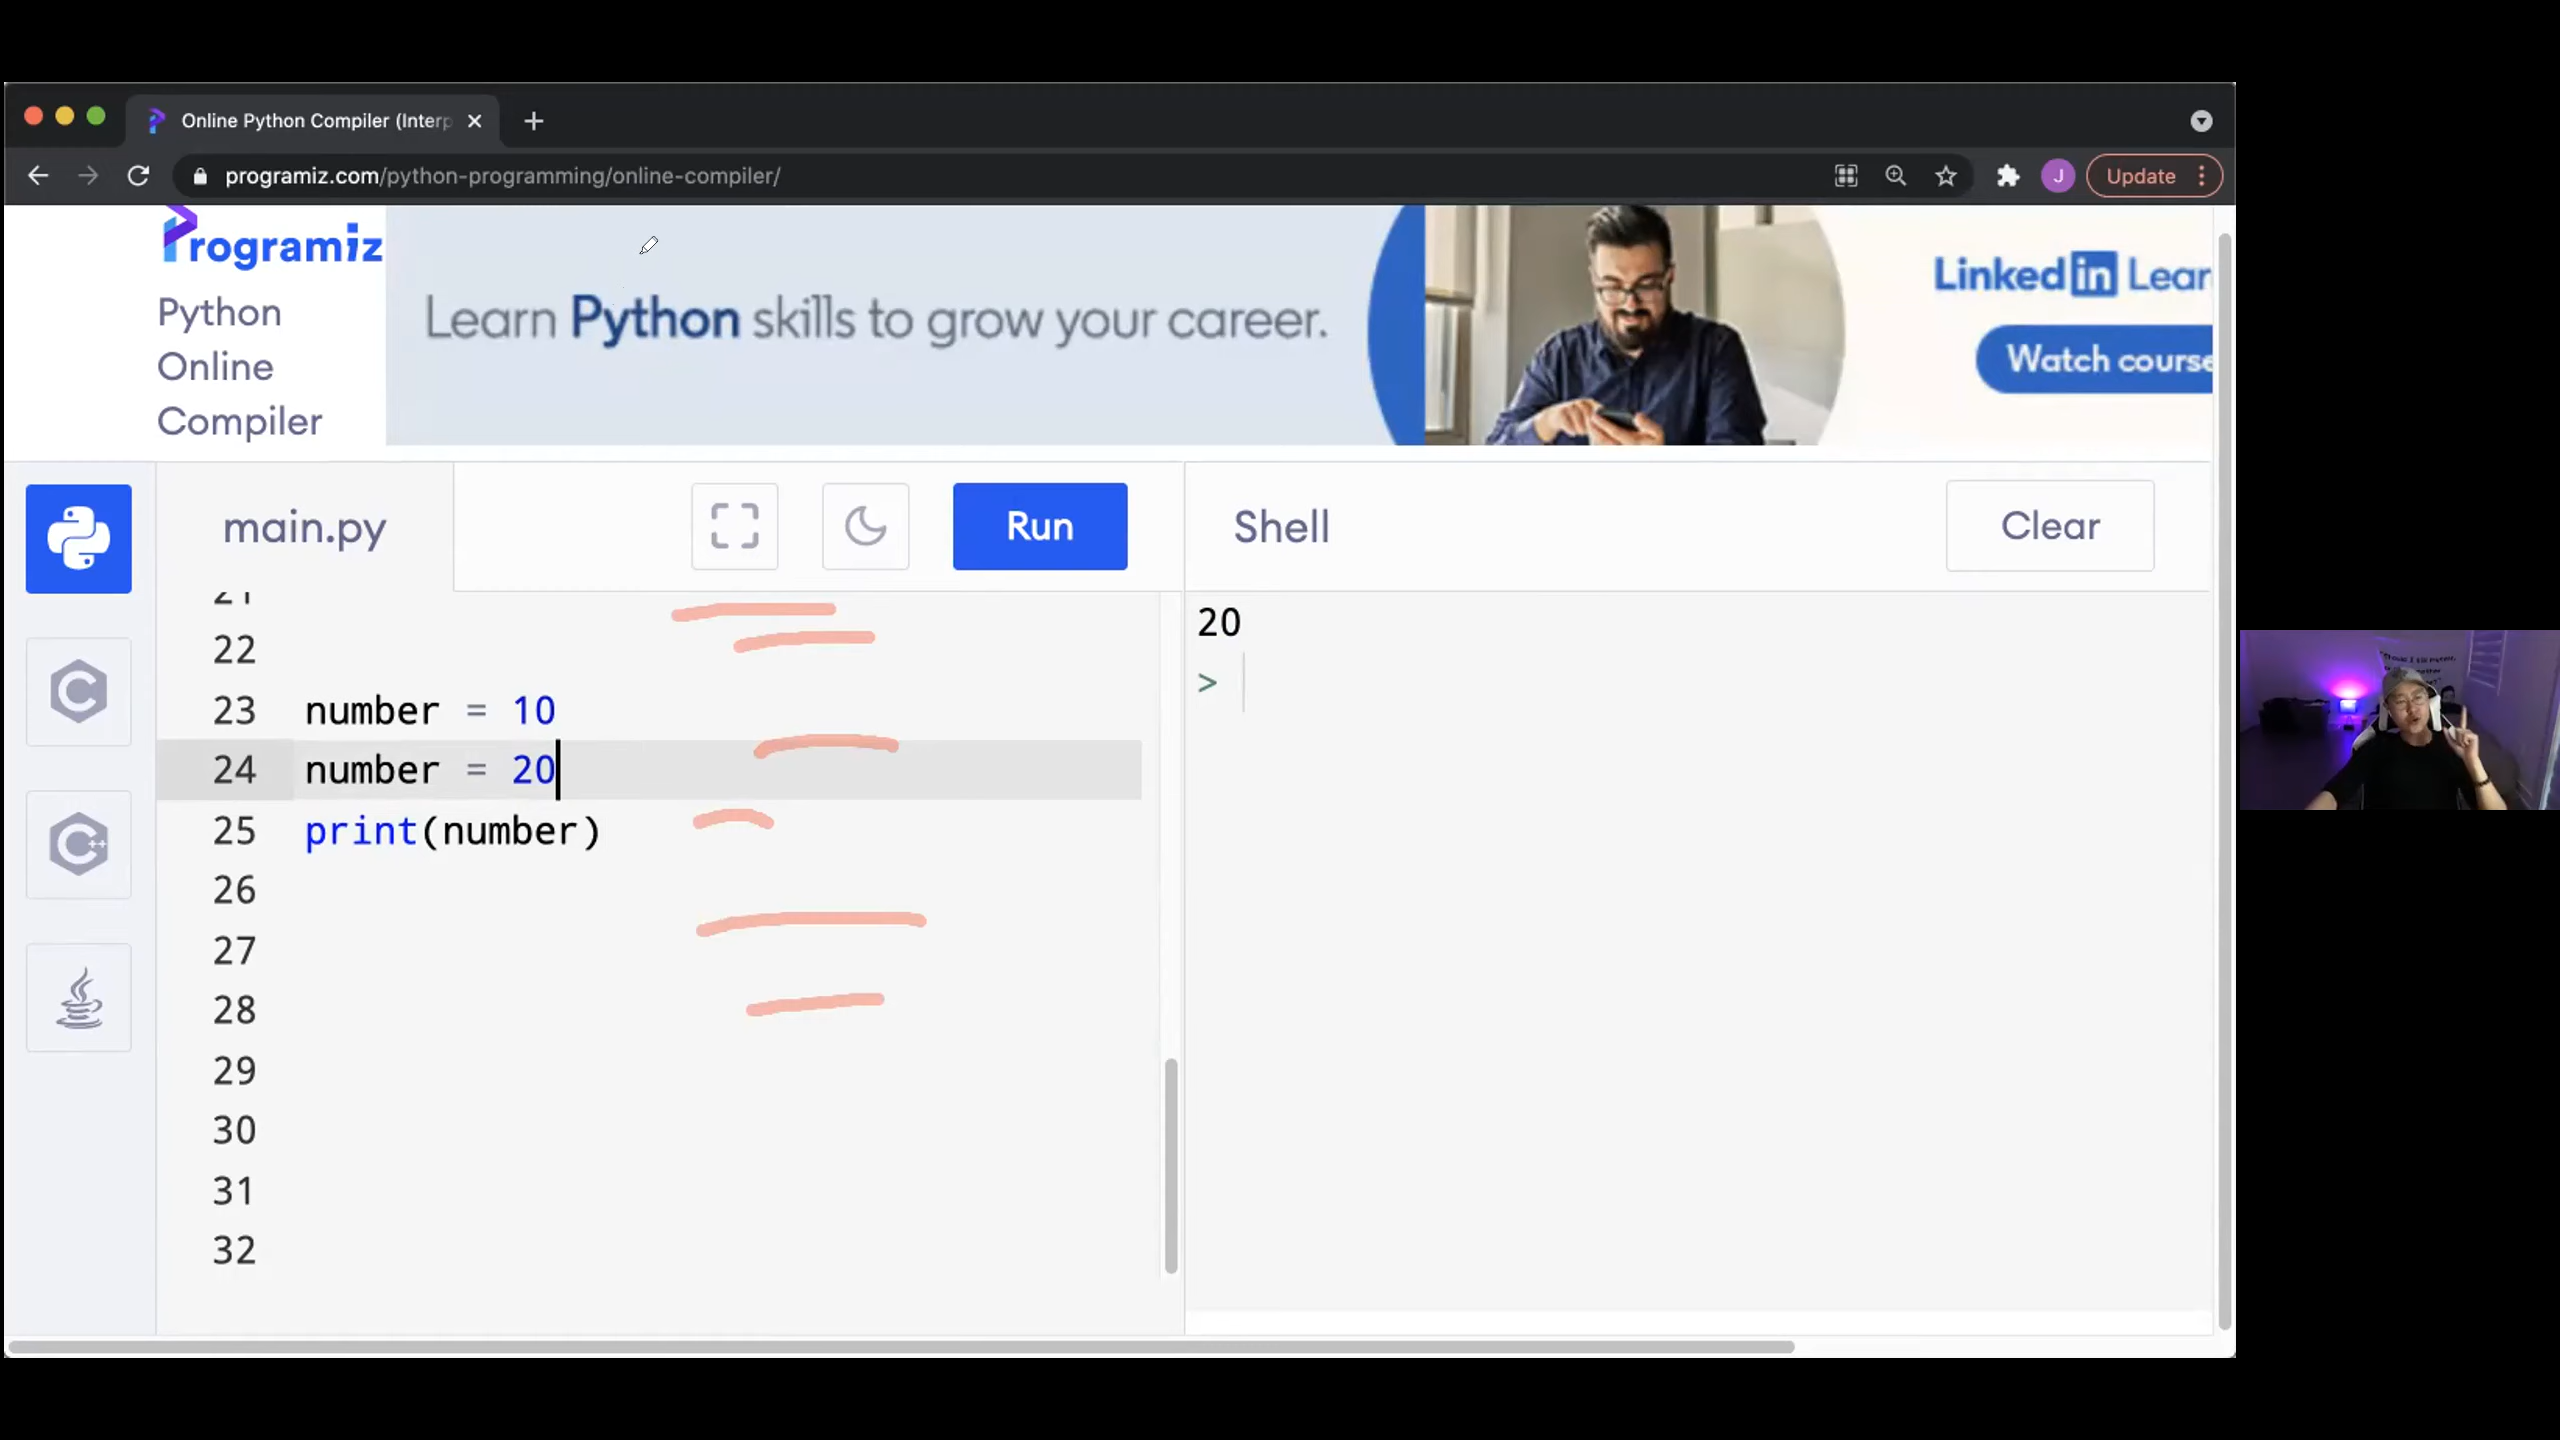 Online Python Compiler (Interp
programiz.com/python-programming/online-compiler/
J
Update
Programiz
Python
Online
Compiler
Learn Python skills to grow your career.
Linked in Lear
Watch course
main.py
Run
Shell
Clear
21
22
23 number = 10
24 number = 20
25 print(number)
26
27
28
29
30
31
32
20
>